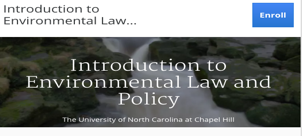 Introduction to
Environmental Law...
Enroll
Introduction to
Environmental Law and
Policy
The University of North Carolina at Chapel Hill